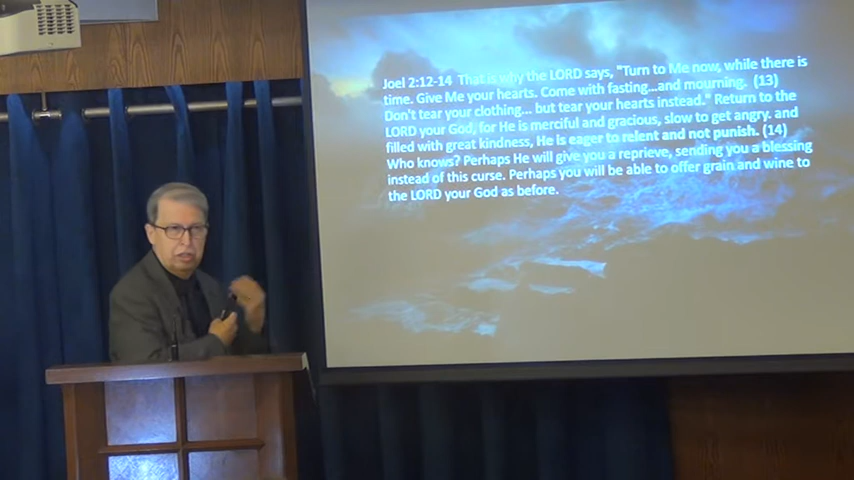 Joel 2:12-14 That is why the LORD says, "Turn to Me now, while there is
time. Give Me your hearts. Come with fasting...and mourning. (13)
Don't tear your clothing... but tear your hearts instead." Return to the
LORD your God, for He is merciful and gracious, slow to get angry. and
filled with great kindness, He is eager to relent and not punish. (14)
Who knows? Perhaps He will give you a reprieve, sending you a blessing
instead of this curse. Perhaps you will be able to offer grain and wine to
the LORD your God as before.